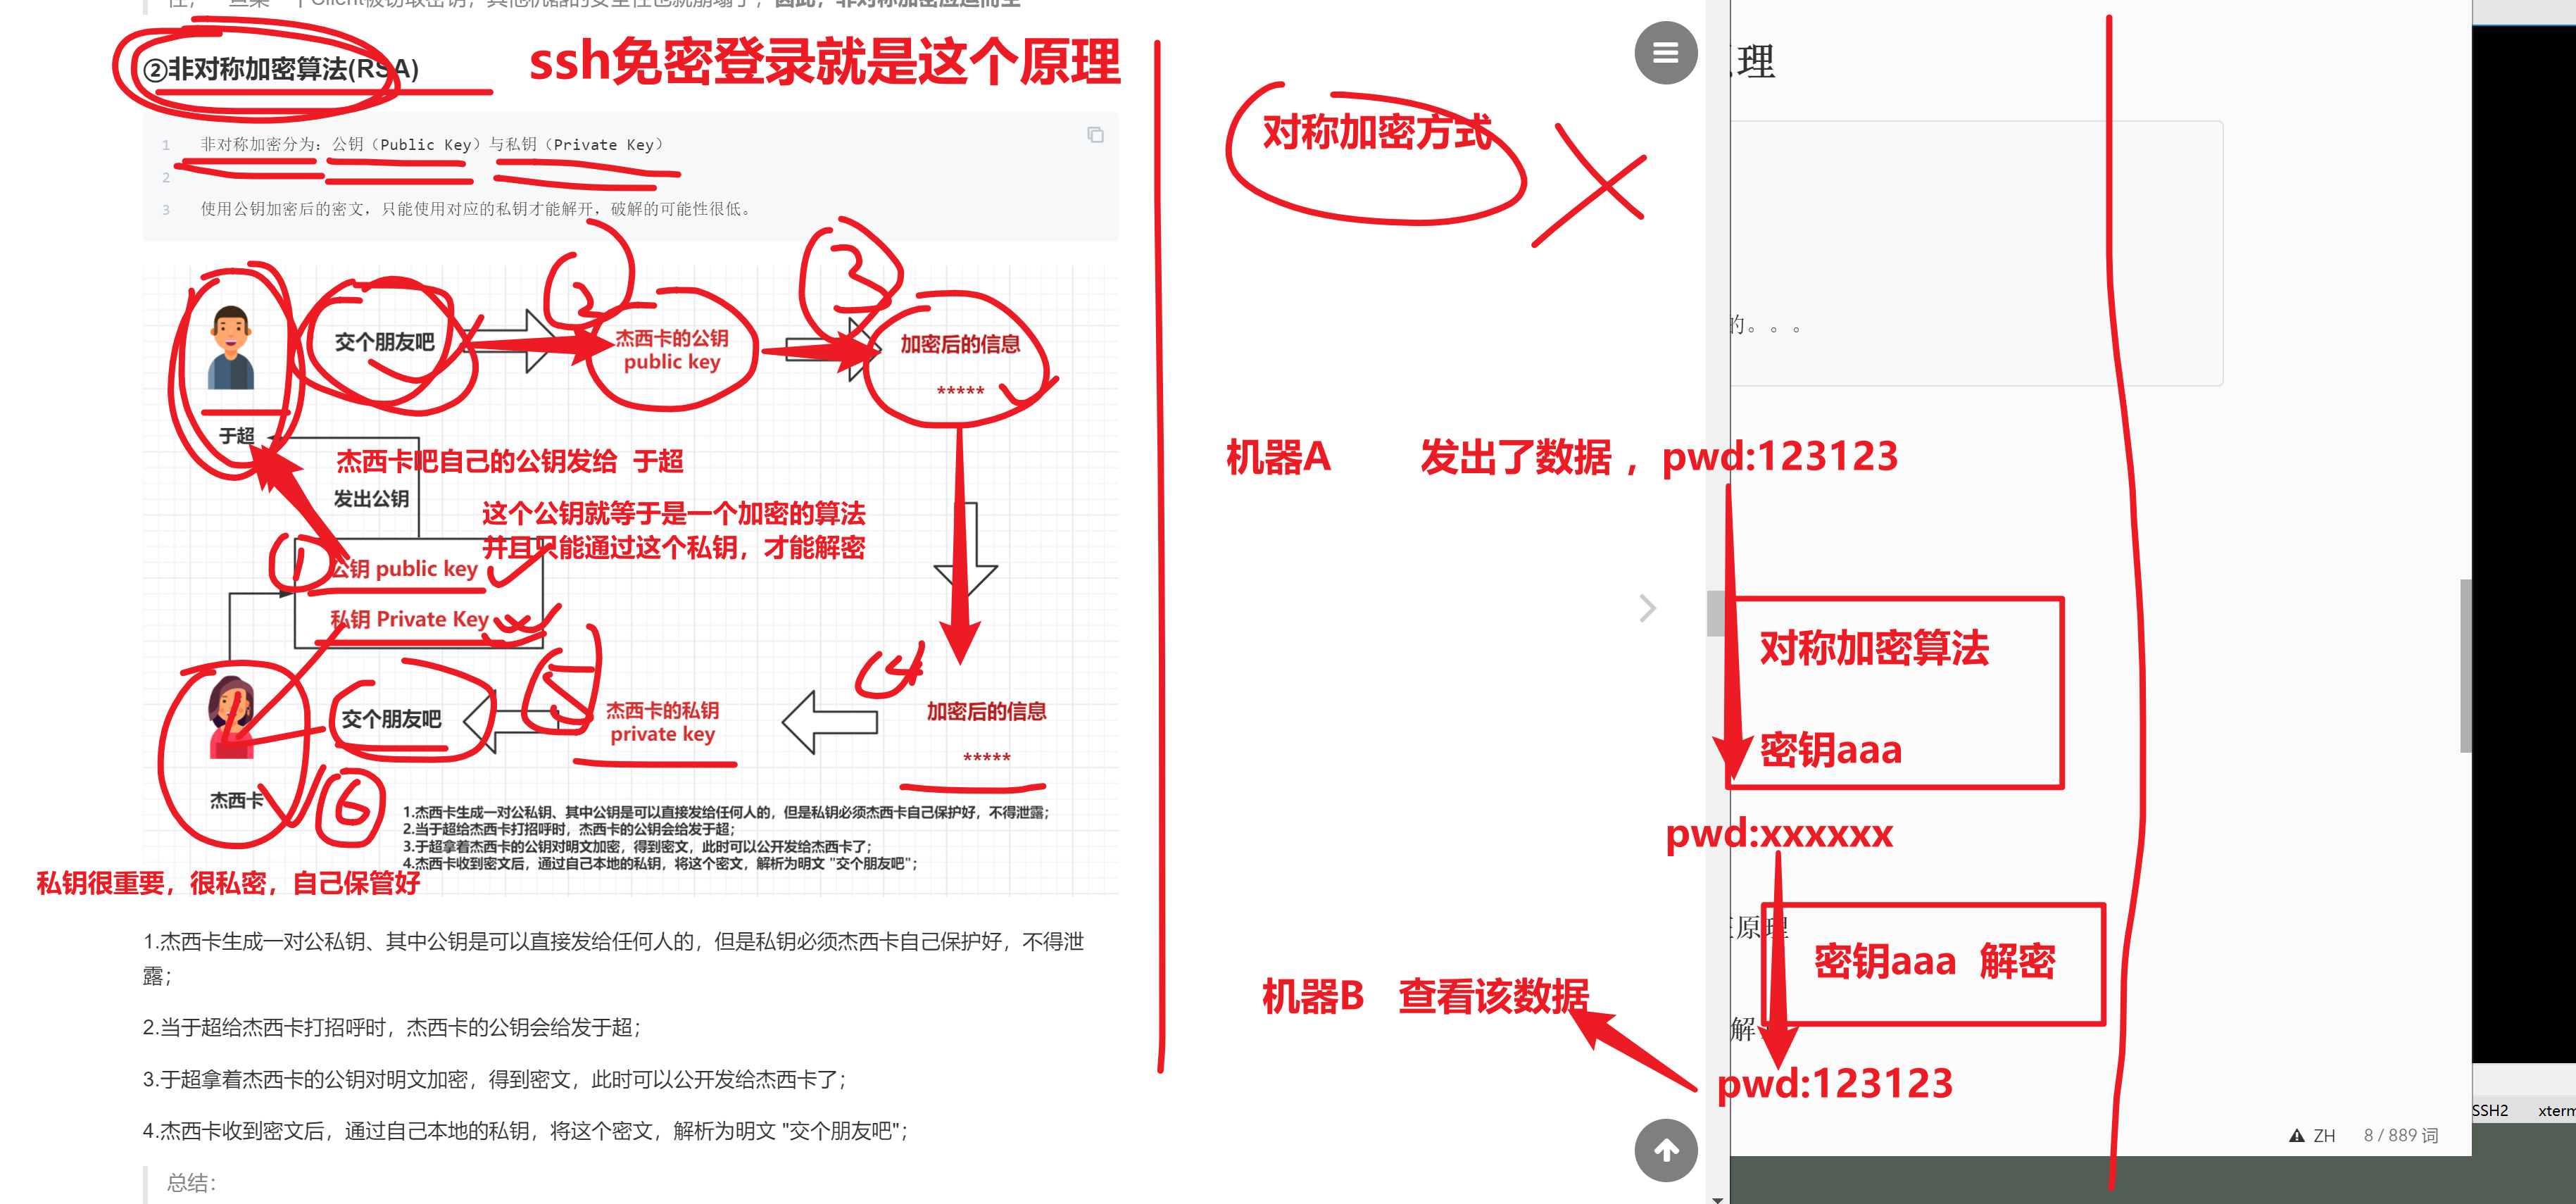 ②非对称加密算法(RSA)
ssh免密登录就是这个原理
1 非对称加密分为：公钥（Public Key）与私钥（Private Key）
2
3 使用公钥加密后的密文，只能使用对应的私钥才能解开，破解的可能性很低。
2
3
交个朋友吧
杰西卡的公钥
public key
加密后的信息
*****
于超
杰西卡吧自己的公钥发给 于超
发出公钥
这个公钥就等于是一个加密的算法
并且只能通过这个私钥，才能解密
1
公钥 public key
私钥 Private Key
4
5
交个朋友吧
杰西卡的私钥
private key
加密后的信息
*****
杰西卡
6
1.杰西卡生成一对公私钥、其中公钥是可以直接发给任何人的，但是私钥必须杰西卡自己保护好，不得泄露；
2.当于超给杰西卡打招呼时，杰西卡的公钥会给发于超；
3.于超拿着杰西卡的公钥对明文加密，得到密文，此时可以公开发给杰西卡了；
4.杰西卡收到密文后，通过自己本地的私钥，将这个密文，解析为明文 "交个朋友吧"；
私钥很重要，很私密，自己保管好
1.杰西卡生成一对公私钥、其中公钥是可以直接发给任何人的，但是私钥必须杰西卡自己保护好，不得泄
露；
2.当于超给杰西卡打招呼时，杰西卡的公钥会给发于超；
3.于超拿着杰西卡的公钥对明文加密，得到密文，此时可以公开发给杰西卡了；
4.杰西卡收到密文后，通过自己本地的私钥，将这个密文，解析为明文 "交个朋友吧"；
总结：
对称加密方式
机器A 发出了数据，pwd:123123
对称加密算法
密钥aaa
pwd:xxxxxx
密钥aaa 解密
机器B 查看该数据
pwd:123123
理
的。。。
原理
解
ZH 8 / 889 词
SSH2 xterm